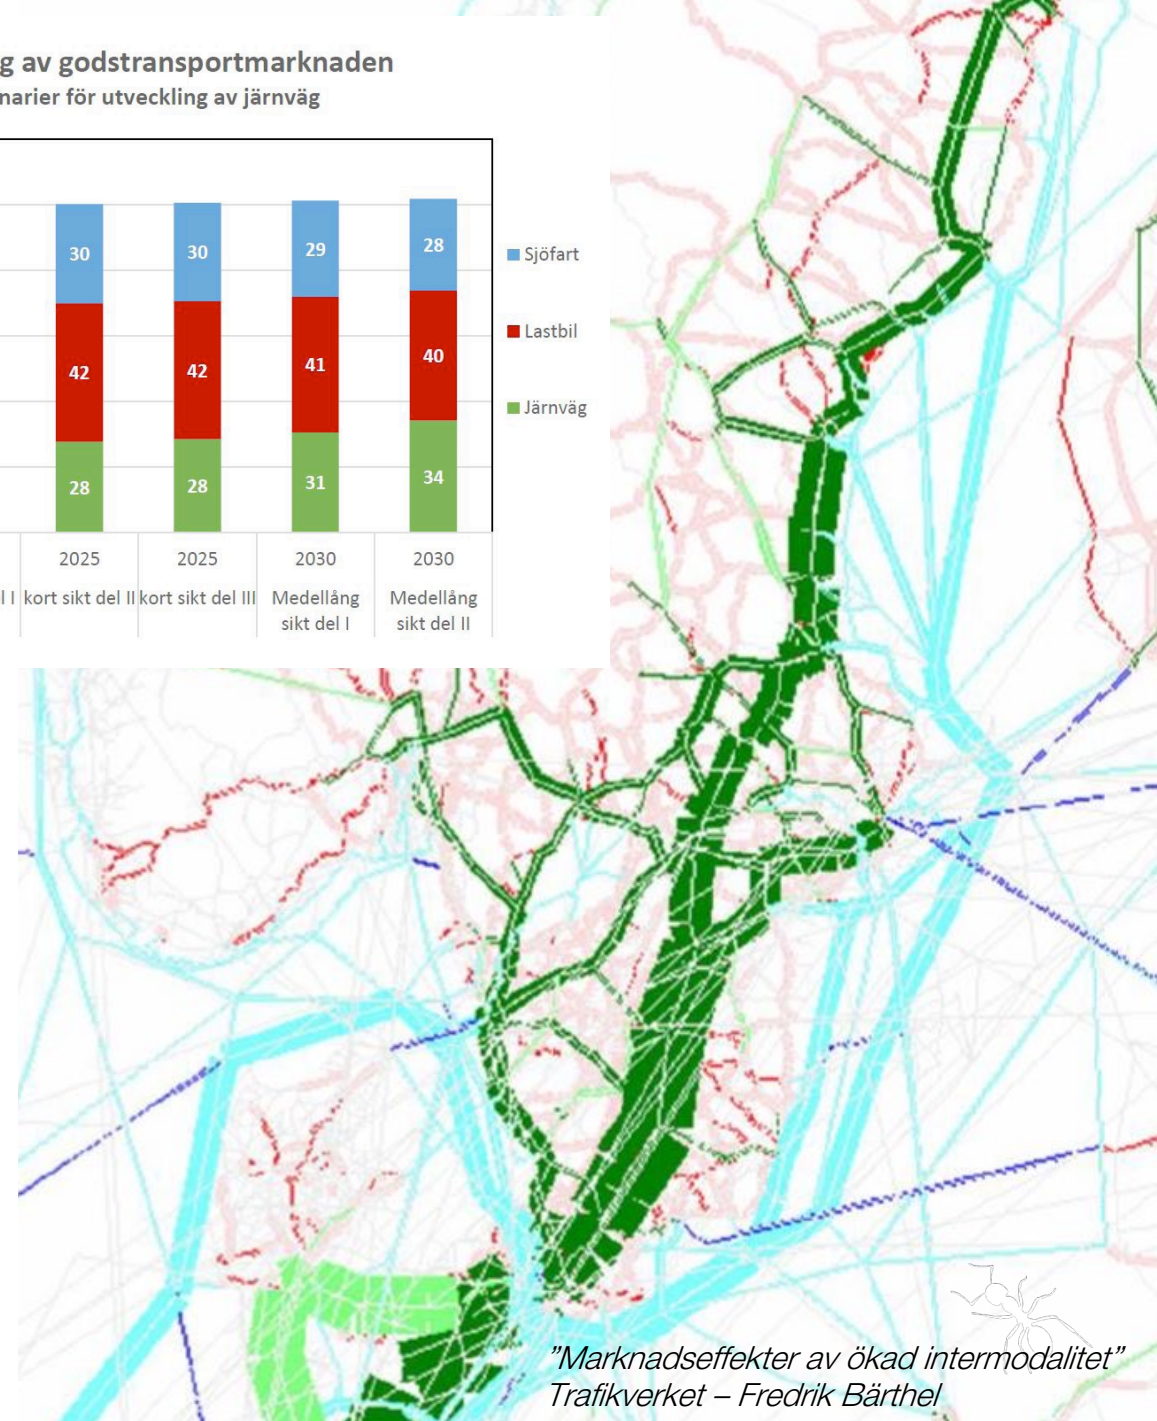 g av godstransportmarknaden
narier för utveckling av järnväg
30 30 29 28
42 42 41 40
28 28 31 34
Sjöfart
Lastbil
Järnväg
2025 2025 2030 2030
l I kort sikt del II kort sikt del III Medellång Medellång
sikt del I sikt del II
”Marknadseffekter av ökad intermodalitet”
Trafikverket – Fredrik Bärthel